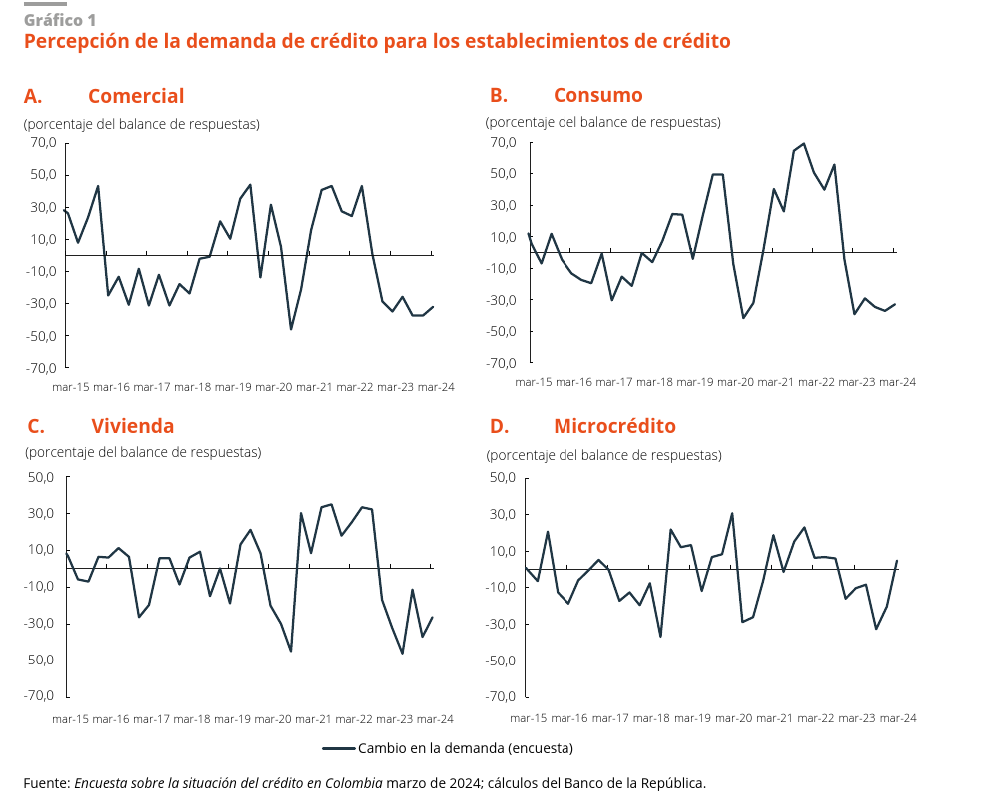 Gráfico 1
Percepción de la demanda de crédito para los establecimientos de crédito
A. Comercial
(porcentaje del balance de respuestas)
70,0
50,0
30,0
10,0
-10,0
-30,0
-50,0
-70,0
mar-15 mar-16 mar-17 mar-18 mar-19 mar-20 mar-21 mar-22 mar-23 mar-24
B. Consumo
(porcentaje del balance de respuestas)
70,0
50,0
30,0
10,0
-10,0
-30,0
-50,0
-70,0
mar-15 mar-16 mar-17 mar-18 mar-19 mar-20 mar-21 mar-22 mar-23 mar-24
C. Vivienda
(porcentaje del balance de respuestas)
50,0
30,0
10,0
-10,0
-30,0
50,0
-70,0
mar-15 mar-16 mar-17 mar-18 mar-19 mar-20 mar-21 mar-22 mar-23 mar-24
D. Microcrédito
(porcentaje del balance de respuestas)
50,0
30,0
10,0
-10,0
-30,0
-50,0
-70,0
mar-15 mar-16 mar-17 mar-18 mar-19 mar-20 mar-21 mar-22 mar-23 mar-24
Cambio en la demanda (encuesta)
Fuente: Encuesta sobre la situación del crédito en Colombia marzo de 2024; cálculos del Banco de la República.